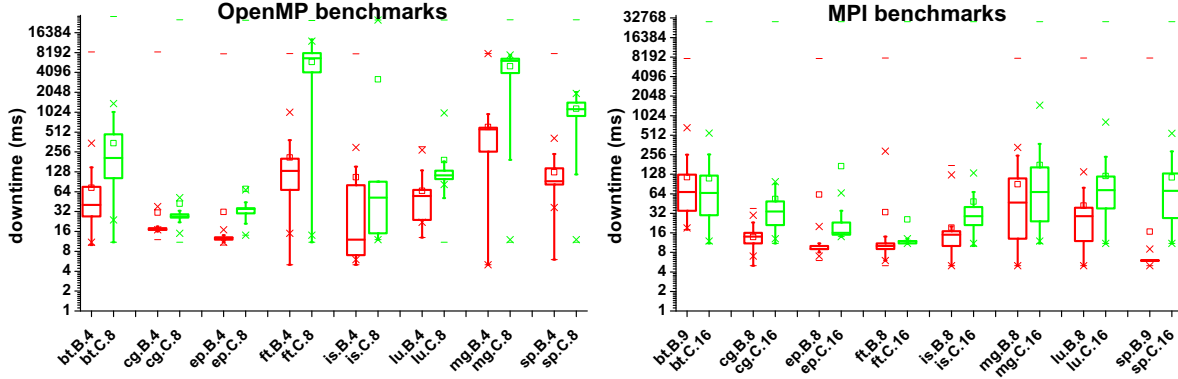 OpenMP benchmarks
downtime (ms)
16384
8192
4096
2048
1024
512
256
128
64
32
16
8
4
2
1
bt.B.4
bt.C.8
cg.B.4
cg.C.8
ep.B.4
ep.C.8
ft.B.4
ft.C.8
is.B.4
is.C.8
lu.B.4
lu.C.8
mg.B.4
mg.C.8
sp.B.4
sp.C.8
MPI benchmarks
downtime (ms)
32768
16384
8192
4096
2048
1024
512
256
128
64
32
16
8
4
2
1
bt.B.9
bt.C.16
cg.B.8
cg.C.16
ep.B.8
ep.C.16
ft.B.8
ft.C.16
is.B.8
is.C.16
mg.B.8
mg.C.16
lu.B.8
lu.C.16
sp.B.9
sp.C.16